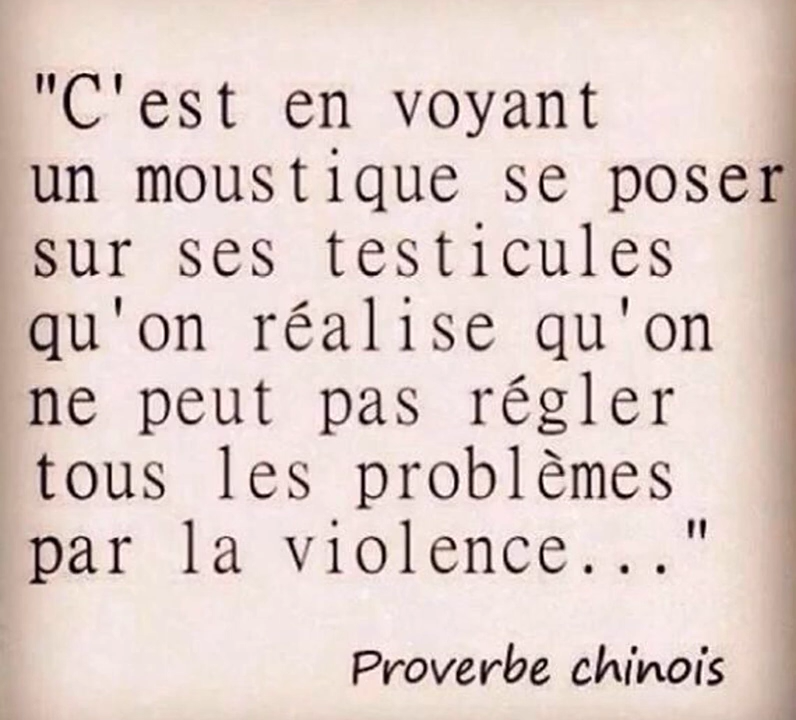 "C'est en voyant
un moustique se poser
sur ses testicules
qu'on réalise qu'on
ne peut pas régler
tous les problèmes
par la violence..."
Proverbe chinois